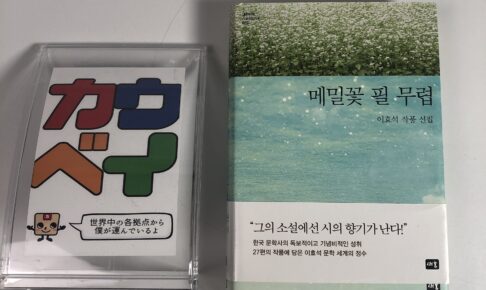 カウ
ベイ
世界中の各拠点から
僕が運んでいるよ
메밀꽃 필 무렵
이효석 작품 선집
“그의 소설에선 시의 향기가 난다!”
한국 문학사의 독보적이고 기념비적인 성취
27편의 작품에 담은 이효석 문학 세계의 정수
새움